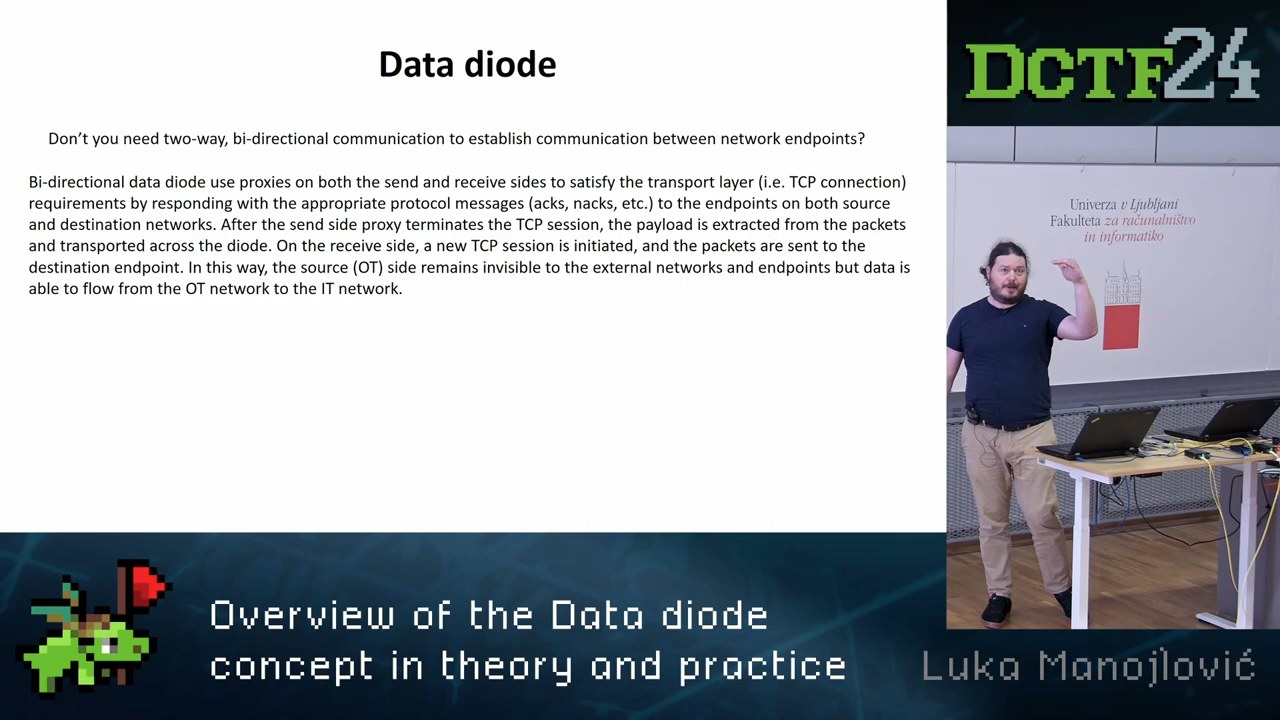 Data diode
Don't you need two-way, bi-directional communication to establish communication between network endpoints?
Bi-directional data diode use proxies on both the send and receive sides to satisfy the transport layer (i.e. TCP connection)
requirements by responding with the appropriate protocol messages (acks, nacks, etc.) to the endpoints on both source
and destination networks. After the send side proxy terminates the TCP session, the payload is extracted from the packets
and transported across the diode. On the receive side, a new TCP session is initiated, and the packets are sent to the
destination endpoint. In this way, the source (OT) side remains invisible to the external networks and endpoints but data is
able to flow from the OT network to the IT network.
DCTF24
Univerza v Ljubljani
Fakulteta za računalništvo
in informatiko
Overview of the Data diode
concept in theory and practice
Luka Manojlović